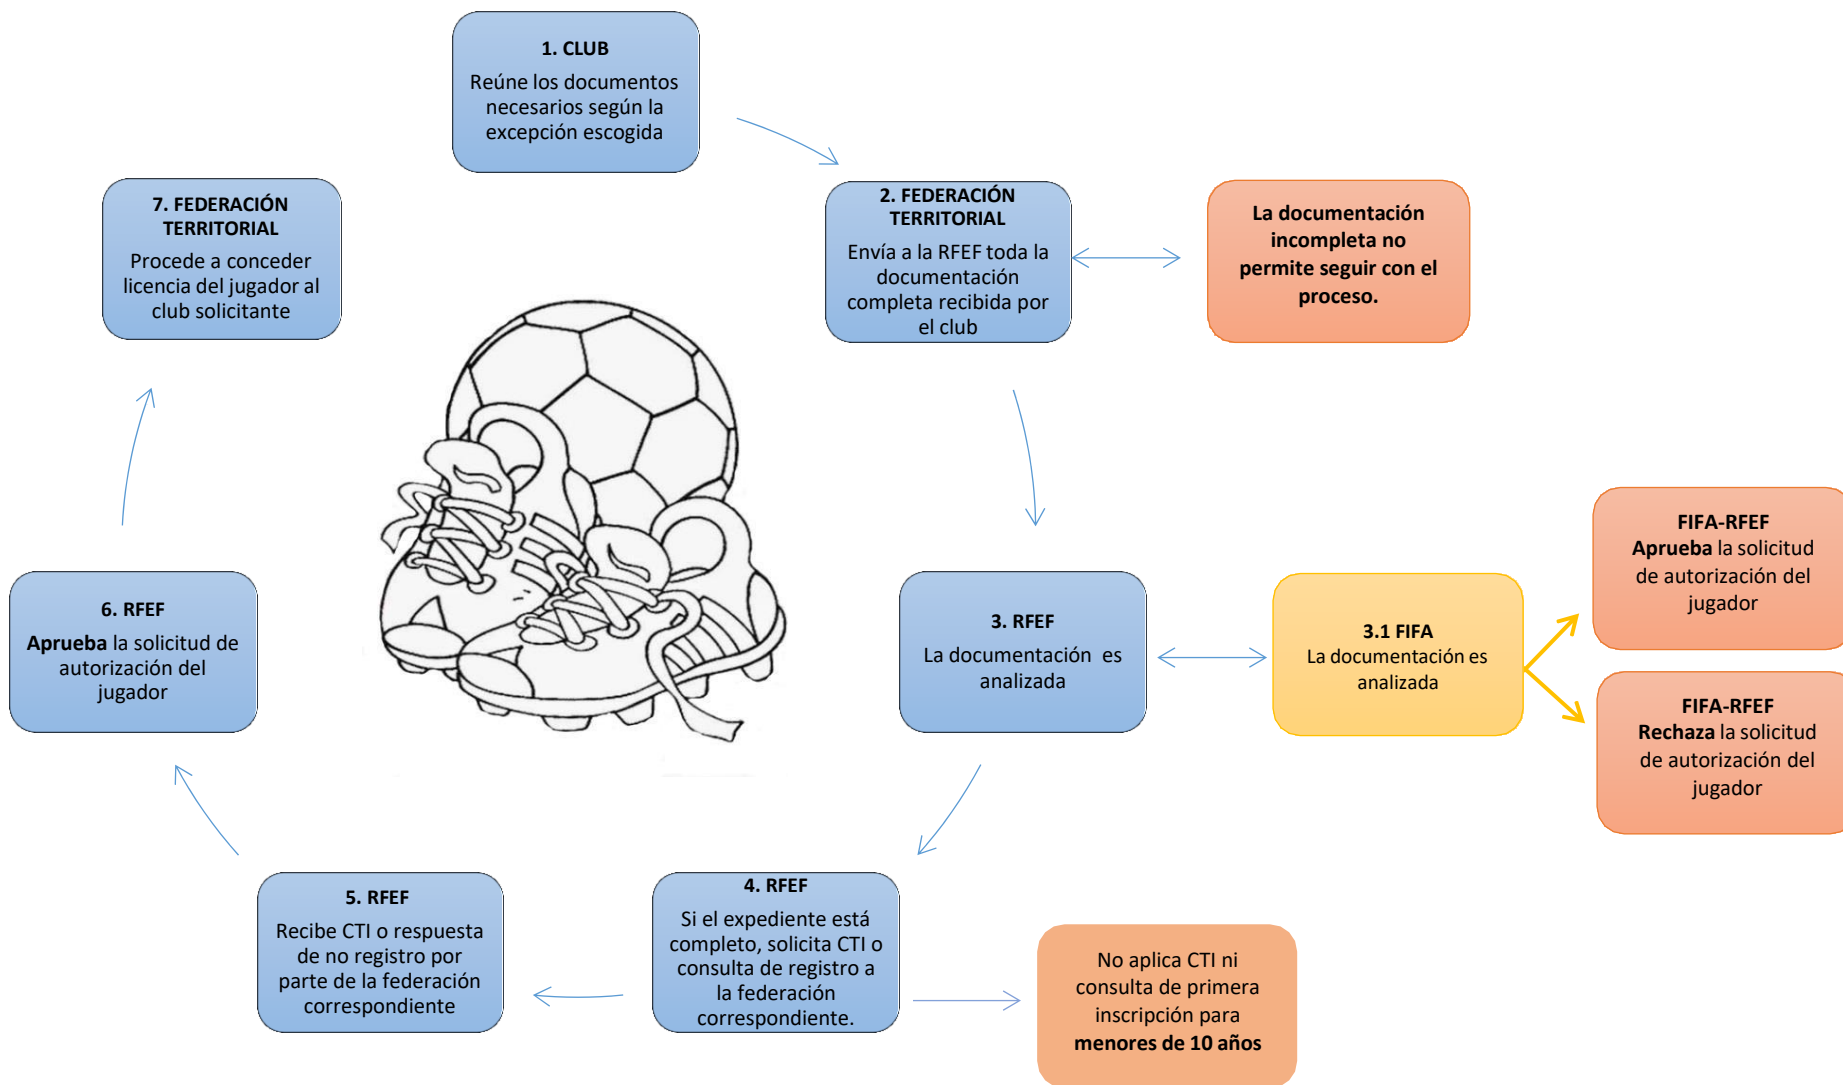 1. CLUB
Reúne los documentos
necesarios según la
excepción escogida
2. FEDERACIÓN
TERRITORIAL
Envía a la RFEF toda la
documentación
completa recibida por
el club
La documentación
incompleta no
permite seguir con el
proceso.
3. RFEF
La documentación es
analizada
3.1 FIFA
La documentación es
analizada
FIFA-RFEF
Aprueba la solicitud
de autorización del
jugador
FIFA-RFEF
Rechaza la solicitud
de autorización del
jugador
4. RFEF
Si el expediente está
completo, solicita CTI o
consulta de registro a
la federación
correspondiente.
No aplica CTI ni
consulta de primera
inscripción para
menores de 10 años
5. RFEF
Recibe CTI o respuesta
de no registro por
parte de la federación
correspondiente
6. RFEF
Aprueba la solicitud de
autorización del
jugador
7. FEDERACIÓN
TERRITORIAL
Procede a conceder
licencia del jugador al
club solicitante